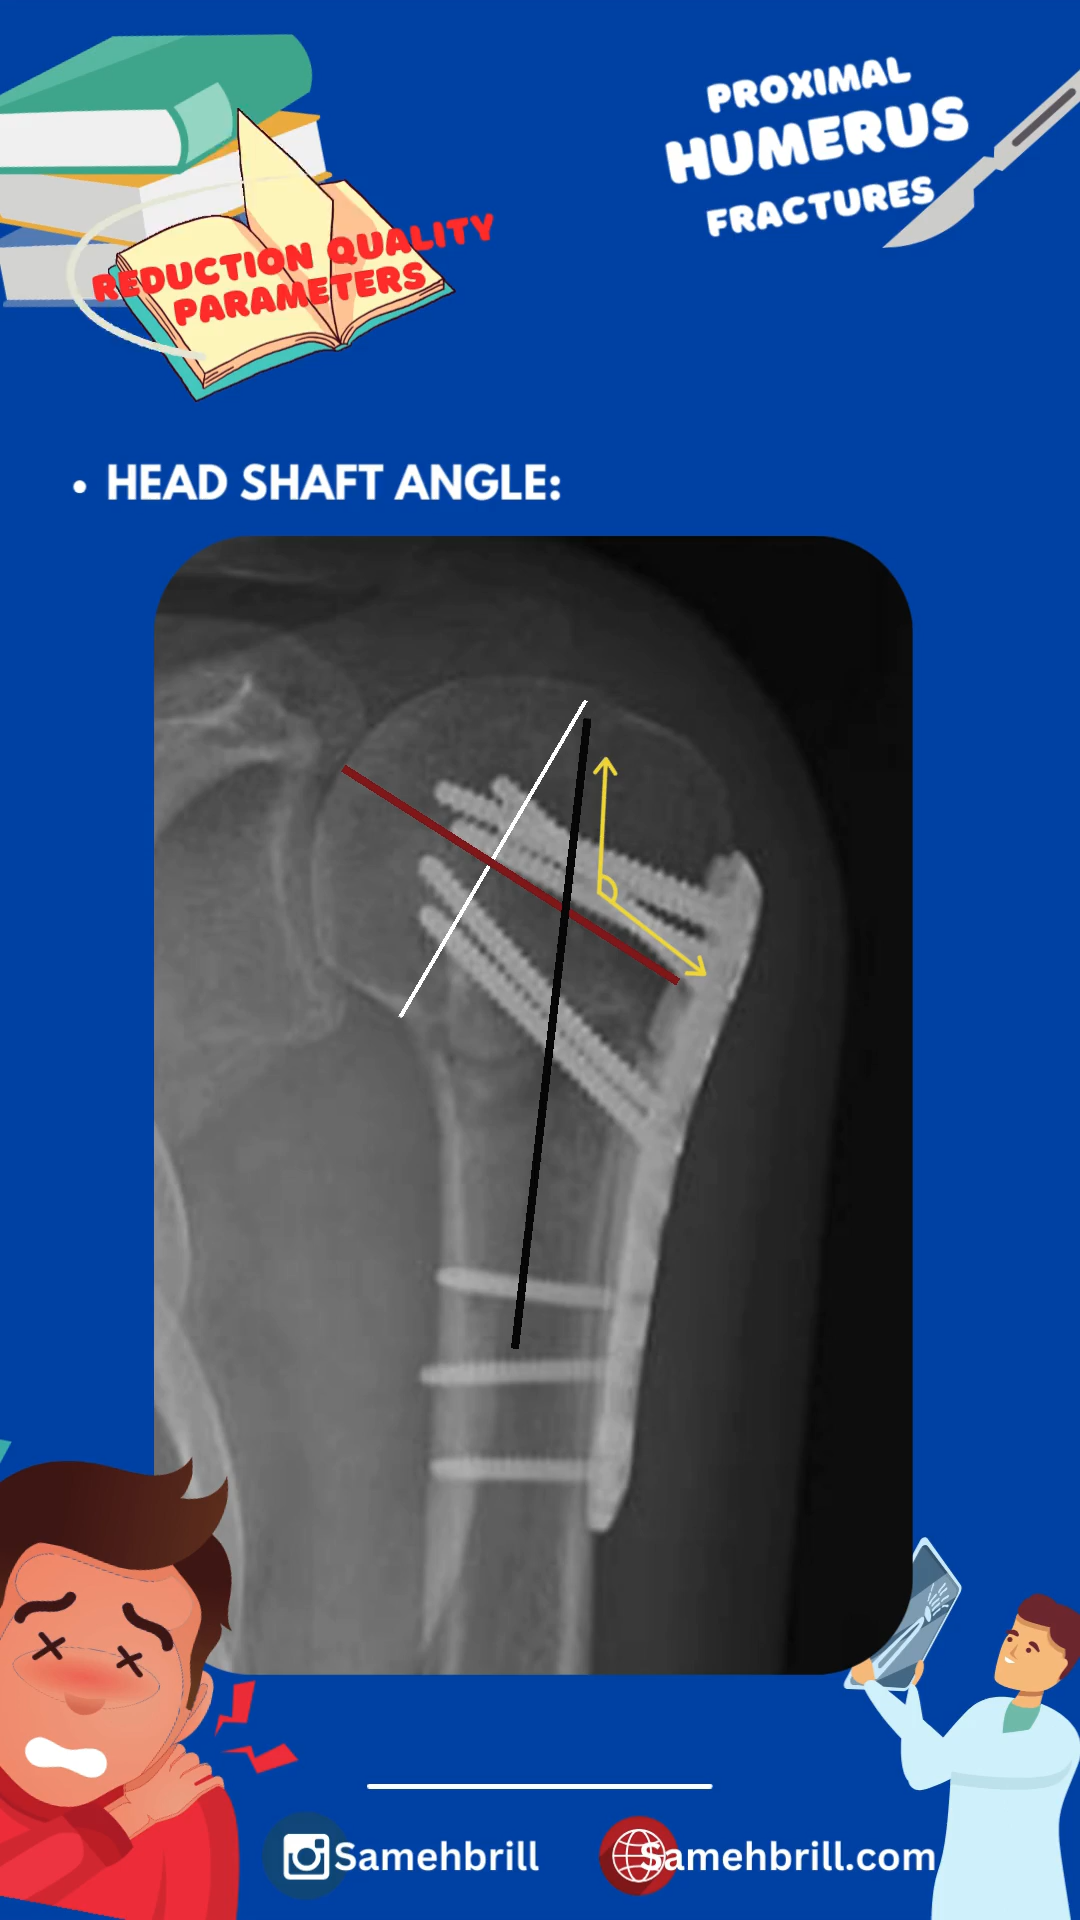 PROXIMAL
HUMERUS
FRACTURES
REDUCTION QUALITY
PARAMETERS
• HEAD SHAFT ANGLE:
Samehbrill
Samehbrill.com